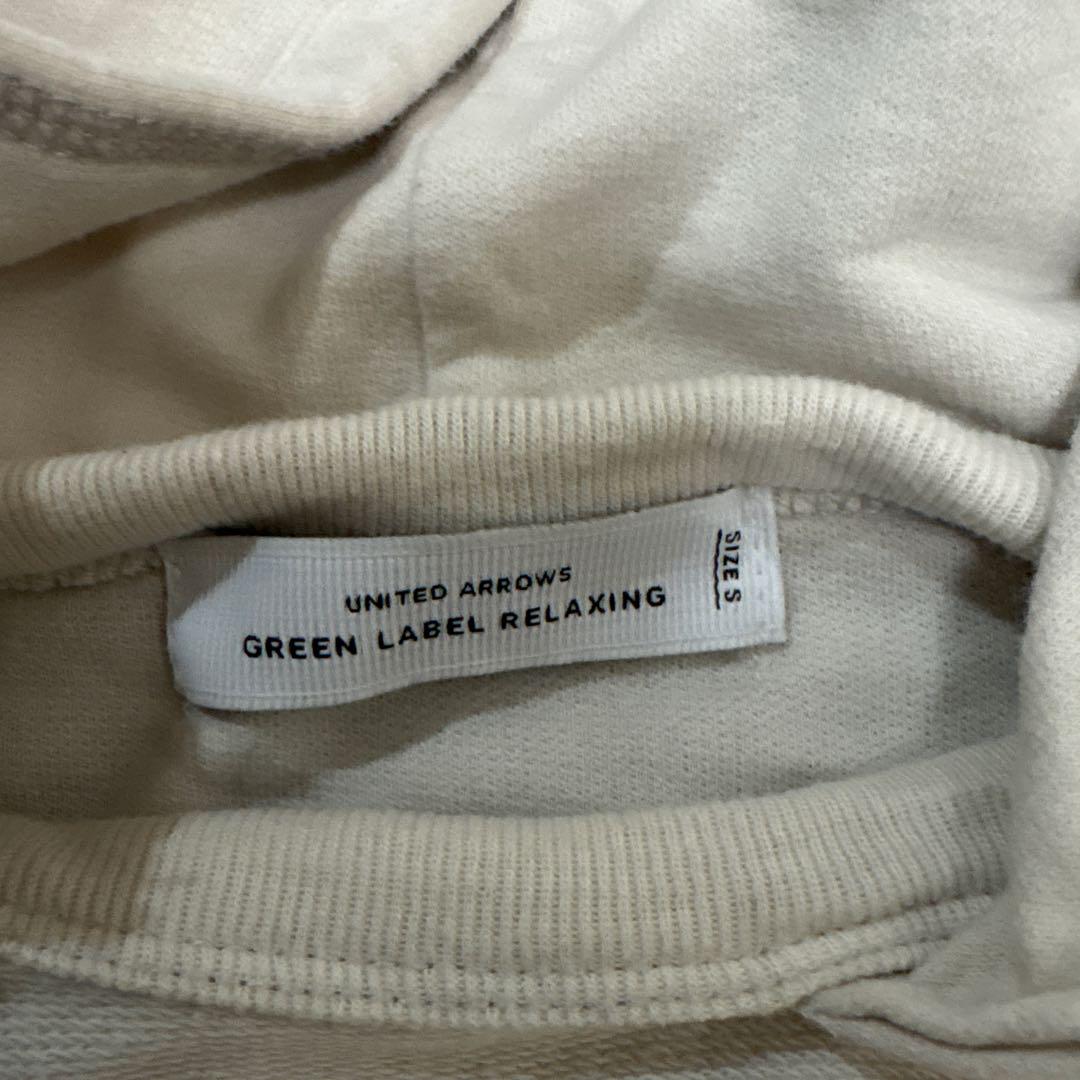 UNITED ARROWS
GREEN LABEL RELAXING
SIZE S